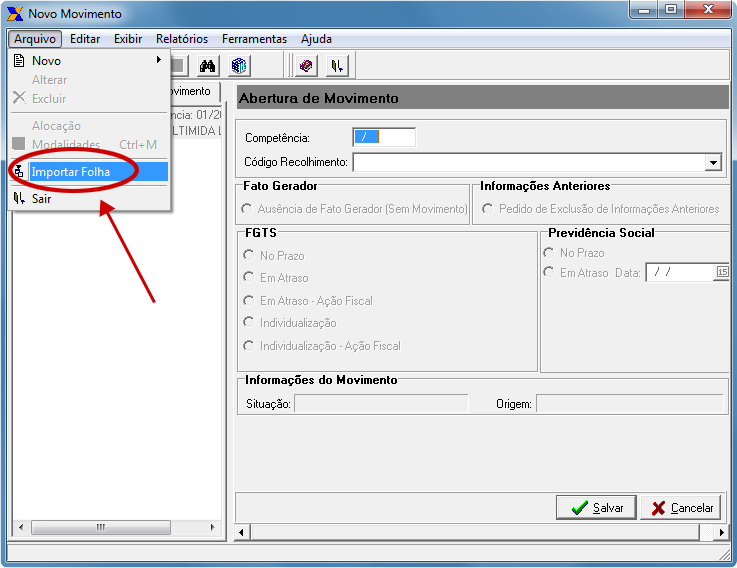 Novo Movimento
Arquivo Editar Exibir Relatórios Ferramentas Ajuda
Novo
Alterar
Excluir
Alocação
Modalidades Ctrl+M
Importar Folha
Sair
ovimento
ência: 01/20
LTIMIDA L
Abertura de Movimento
Competência: /
Código Recolhimento:
Fato Gerador
Ausência de Fato Gerador (Sem Movimento)
Informações Anteriores
Pedido de Exclusão de Informações Anteriores
FGTS
No Prazo
Em Atraso
Em Atraso - Ação Fiscal
Individualização
Individualização - Ação Fiscal
Previdência Social
No Prazo
Em Atraso Data: / / 15
Informações do Movimento
Situação: Origem:
Salvar Cancelar